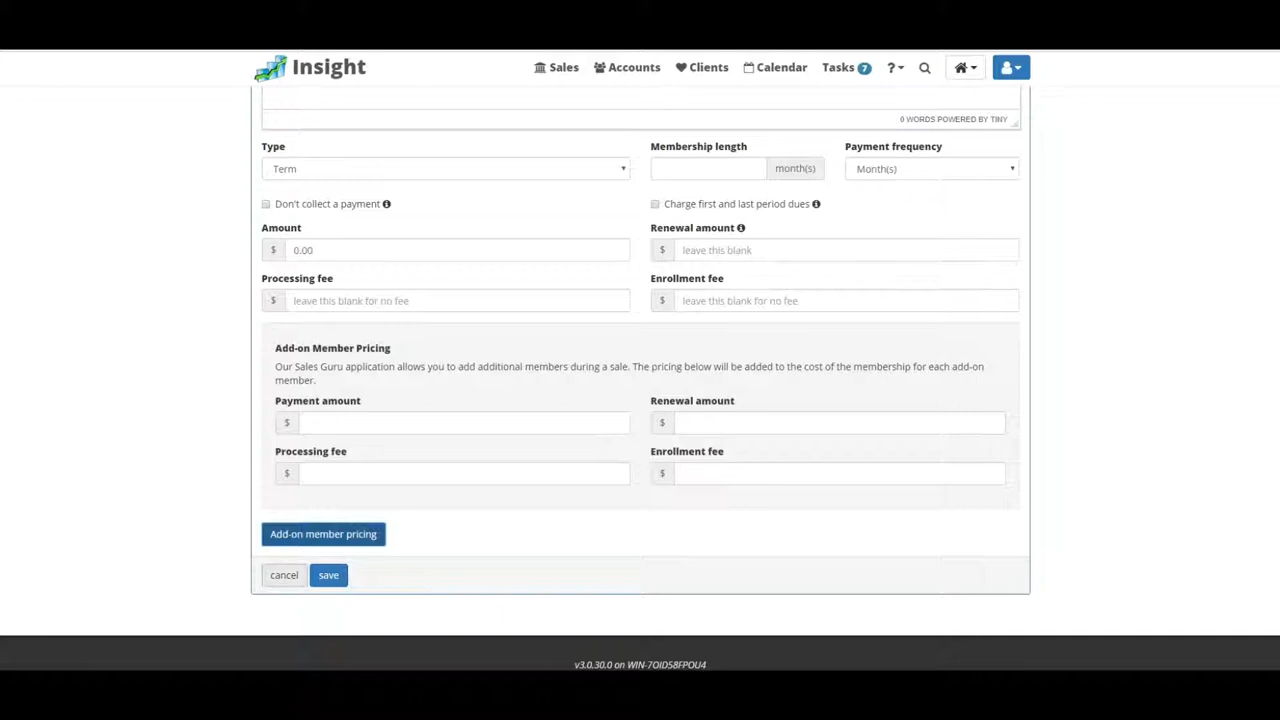 Insight
Sales Accounts Clients Calendar Tasks 7 ?
0 WORDS POWERED BY TINY
Type Membership length Payment frequency
Term month(s) Month(s)
Don't collect a payment Charge first and last period dues
Amount Renewal amount
$ 0.00 $ leave this blank
Processing fee Enrollment fee
$ leave this blank for no fee $ leave this blank for no fee
Add-on Member Pricing
Our Sales Guru application allows you to add additional members during a sale. The pricing below will be added to the cost of the membership for each add-on
member.
Payment amount Renewal amount
$ $
Processing fee Enrollment fee
$ $
Add-on member pricing
cancel save
v3.0.30.0 on WIN-7OID58FPOU4